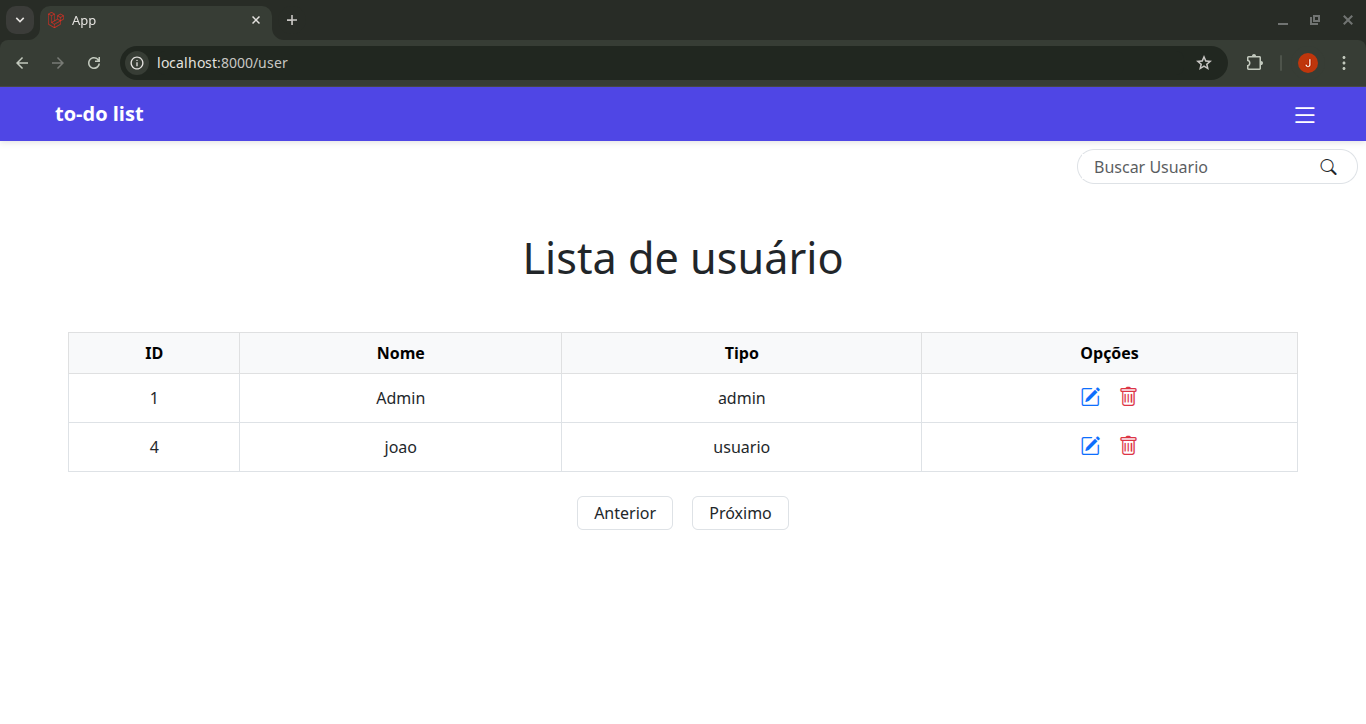 App
localhost:8000/user
J
to-do list
Buscar Usuario
Lista de usuário
ID Nome Tipo Opções
1 Admin admin
4 joao usuario
Anterior Próximo